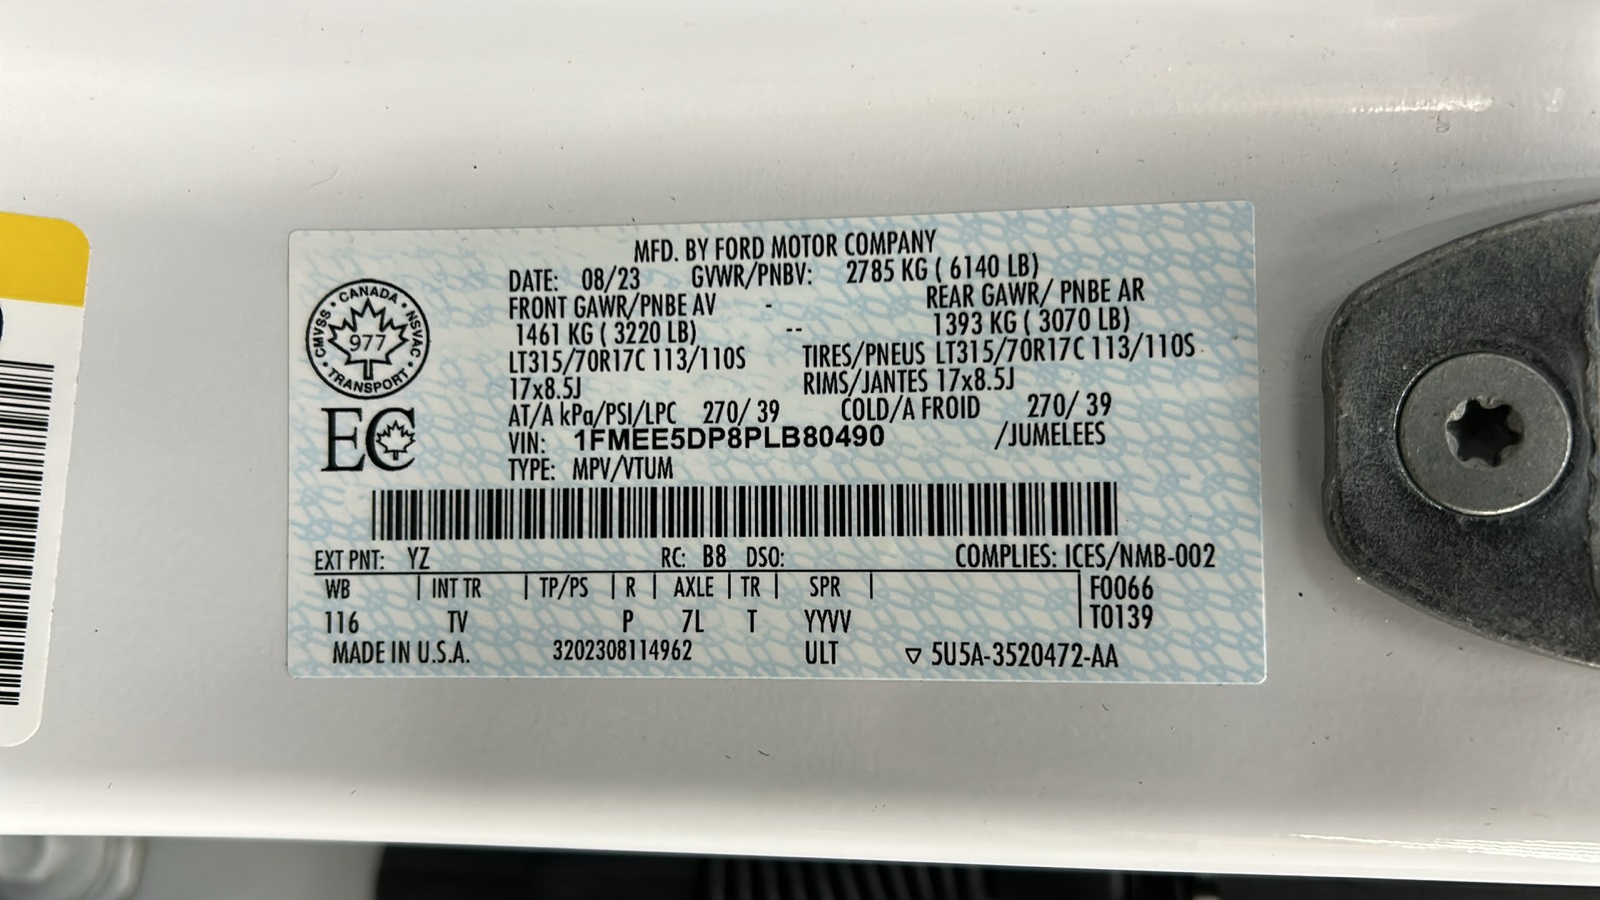 MFD. BY FORD MOTOR COMPANY
DATE: 08/23 GVWR/PNBV: 2785 KG ( 6140 LB)
FRONT GAWR/PNBE AV - REAR GAWR/ PNBE AR
1461 KG ( 3220 LB) -- 1393 KG ( 3070 LB)
LT315/70R17C 113/110S TIRES/PNEUS LT315/70R17C 113/110S
17x8.5J RIMS/JANTES 17x8.5J
AT/A kPa/PSI/LPC 270/ 39 COLD/A FROID 270/ 39
VIN: 1FMEE5DP8PLB80490 /JUMELEES
TYPE: MPV/VTUM
CANADA
CMVSS 977 NSVAC
TRANSPORT
EC
EXT PNT: YZ RC: B8 DSO: COMPLIES: ICES/NMB-002
WB | INT TR | TP/PS | R | AXLE | TR | SPR | F0066
116 TV P 7L T YYVV T0139
MADE IN U.S.A. 3202308114962 ULT ▽ 5U5A-3520472-AA